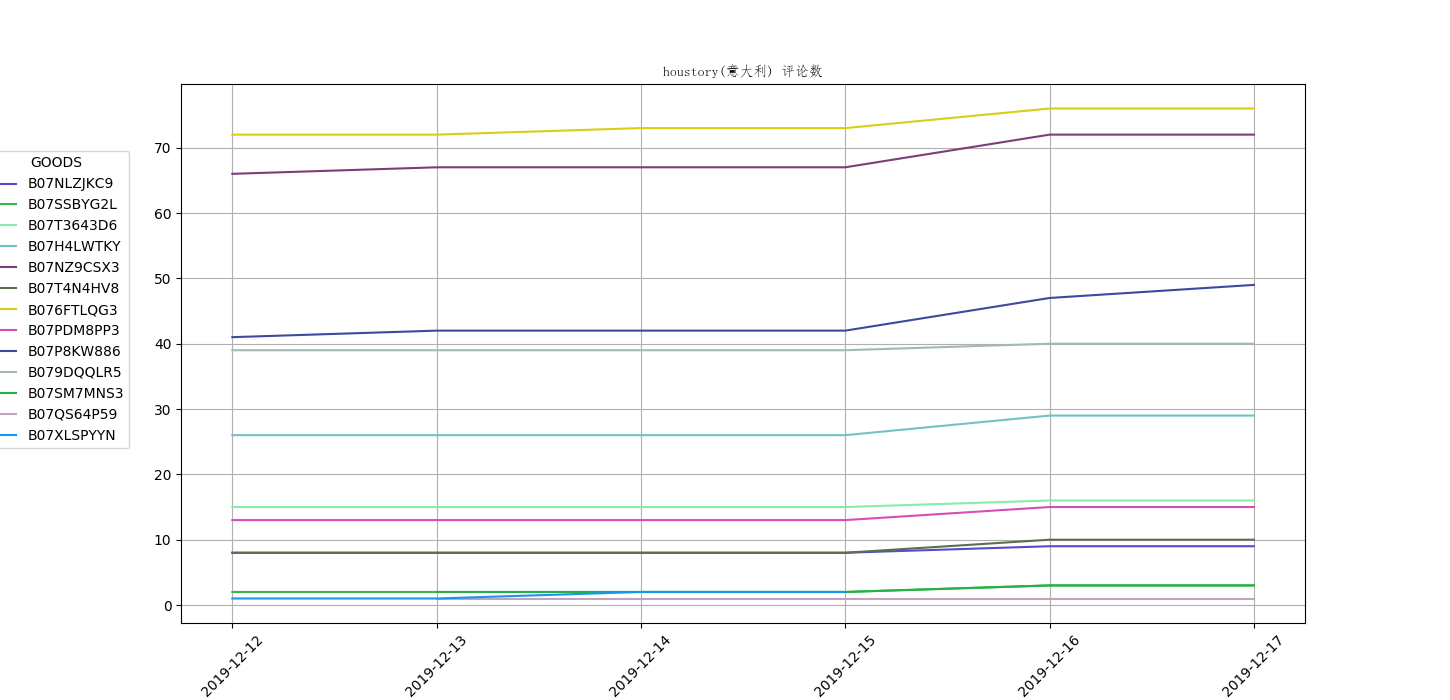 houstory(意大利) 评论数
GOODS
B07NLZJKC9
B07SSBYG2L
B07T3643D6
B07H4LWTKY
B07NZ9CSX3
B07T4N4HV8
B076FTLQG3
B07PDM8PP3
B07P8KW886
B079DQQLR5
B07SM7MNS3
B07QS64P59
B07XLSPYYN
70
60
50
40
30
20
10
0
2019-12-12
2019-12-13
2019-12-14
2019-12-15
2019-12-16
2019-12-17